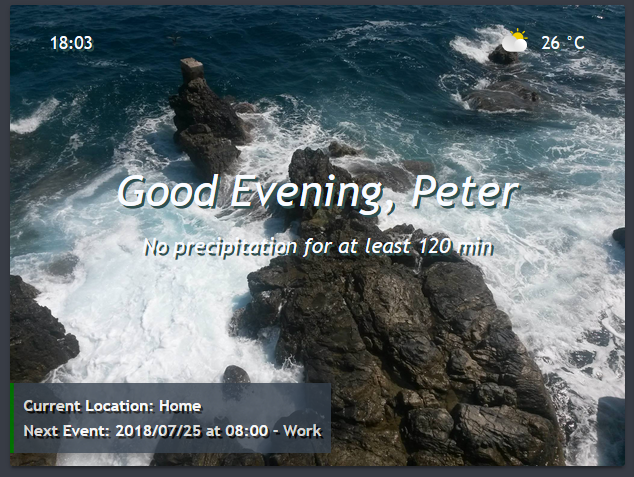 18:03
26 °C
Good Evening, Peter
No precipitation for at least 120 min
Current Location: Home
Next Event: 2018/07/25 at 08:00 - Work